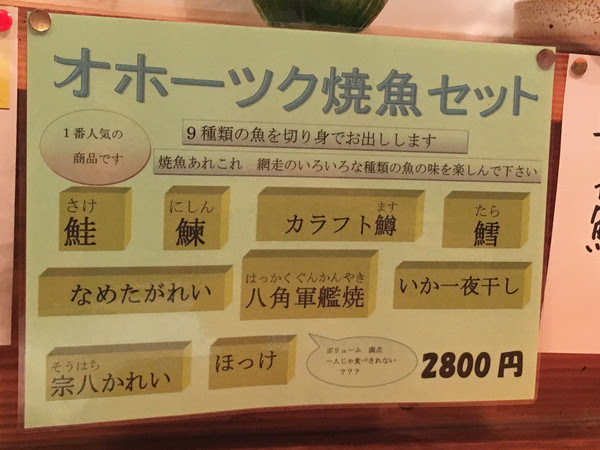 オホーツク焼魚セット
1番人気の
商品です
9種類の魚を切り身でお出しします
焼魚あれこれ 網走のいろいろな種類の魚の味を楽しんで下さい
さけ
鮭
にしん
鰊
ます
カラフト鱒
たら
鱈
なめたがれい
はっかくぐんかんやき
八角軍艦焼
いか一夜干し
そうはち
宗八かれい
ほっけ
ボリューム 満点
一人じゃ食べきれない
???
2800円